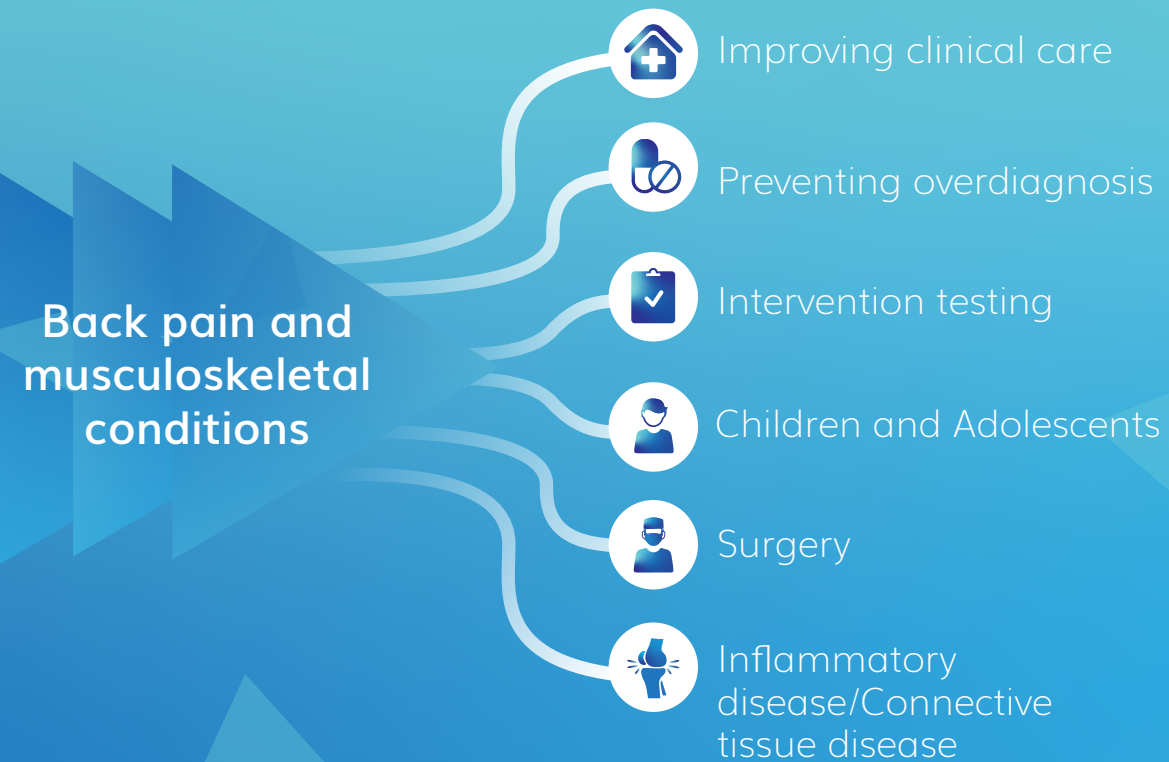 Back pain and
musculoskeletal
conditions
Improving clinical care
Preventing overdiagnosis
Intervention testing
Children and Adolescents
Surgery
Inflammatory
disease/Connective
tissue disease